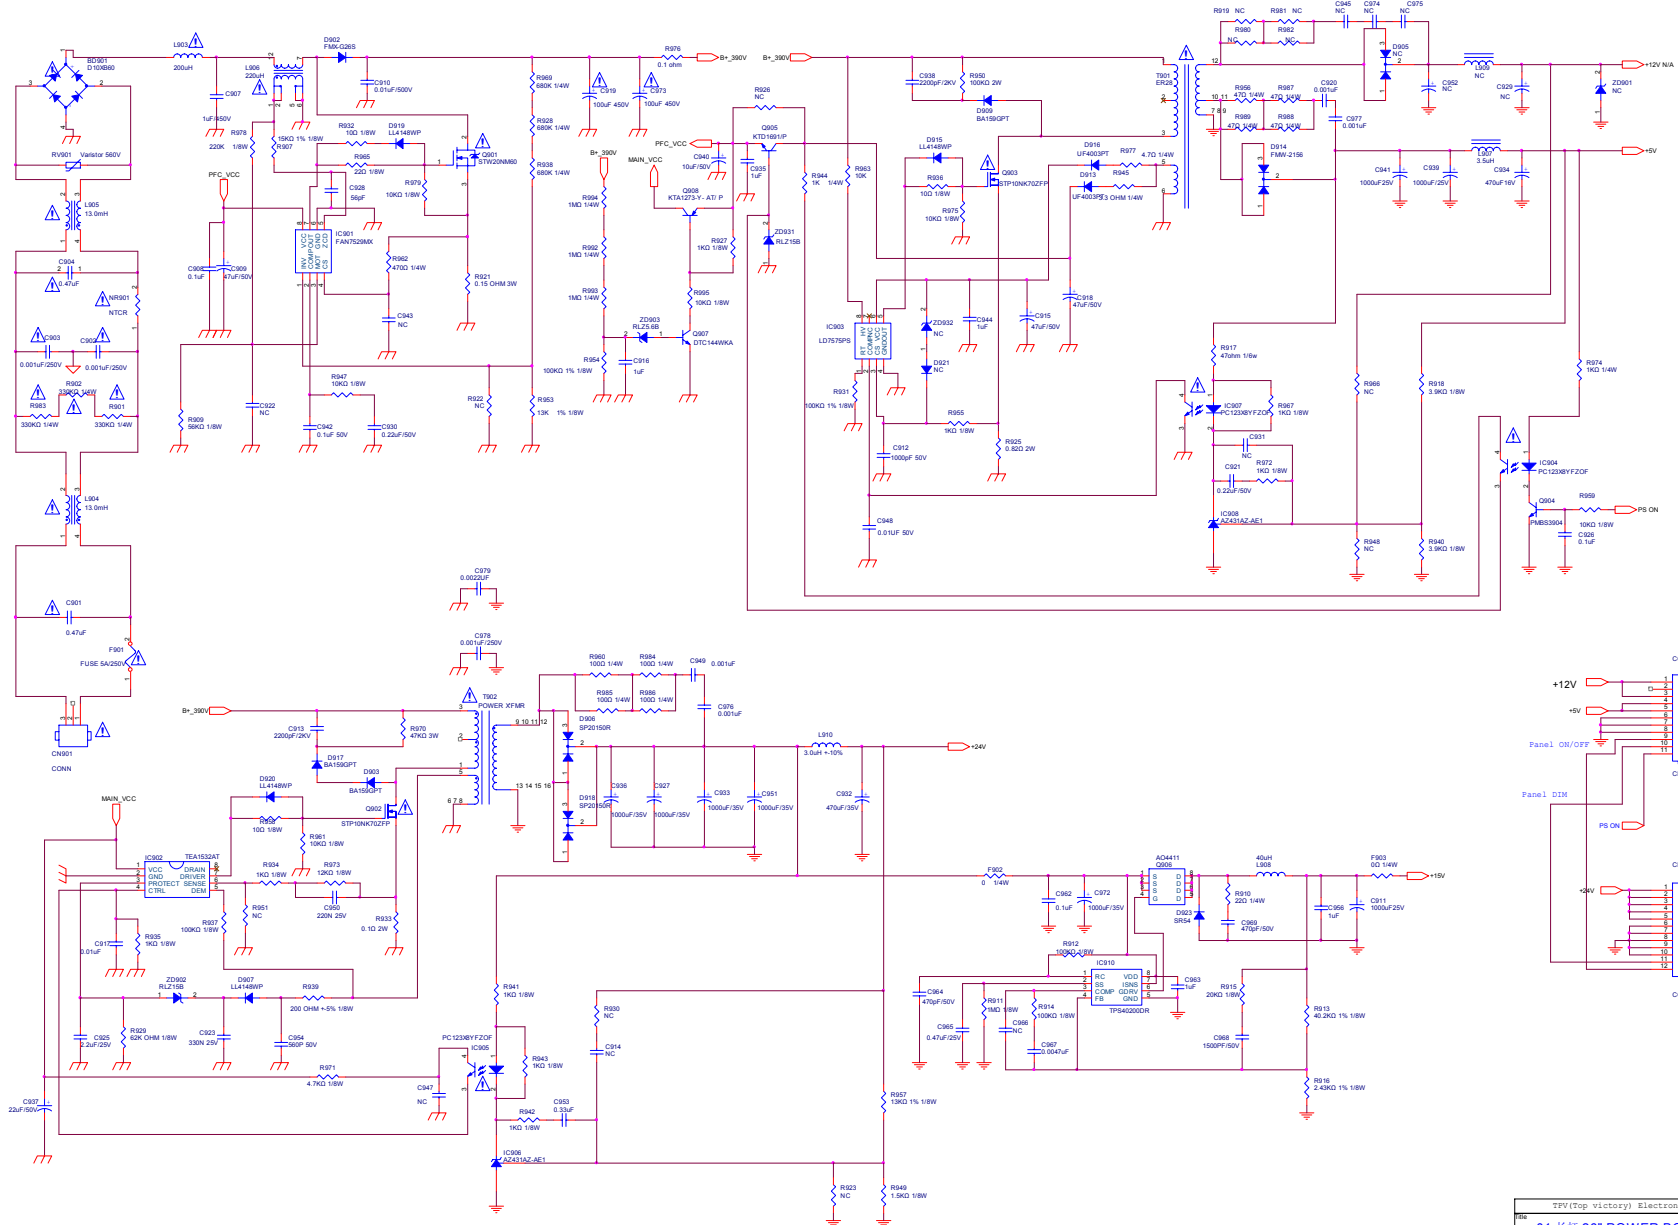 BD901
D10XB60
L903
200uH
D902
FMX-G26S
L906
220uH
C907
1uF/450V
C910
0.01uF/500V
R976
0.1 ohm
B+_390V
R969
680K 1/4W
R928
680K 1/4W
R938
680K 1/4W
C919
100uF 450V
C973
100uF 450V
R978
220K 1/8W
15KΩ 1% 1/8W
R907
R932
10Ω 1/8W
D919
LL4148WP
R965
22Ω 1/8W
Q901
STW20NM60
R979
10KΩ 1/8W
C928
56pF
RV901 Varistor 560V
PFC_VCC
L905
13.0mH
IC901
FAN7529MX
VCC
OUT
GND
ZCD
INV
COMP
MOT
CS
R962
470Ω 1/4W
R921
0.15 OHM 3W
C908
0.1uF
C909
47uF/50V
C943
NC
C904
0.47uF
NR901
NTCR
C903
0.001uF/250V
C902
0.001uF/250V
R902
330KΩ 1/4W
R983
330KΩ 1/4W
R901
330KΩ 1/4W
R909
56KΩ 1/8W
C922
NC
R947
10KΩ 1/8W
C942
0.1uF 50V
C930
0.22uF/50V
R922
NC
R953
13K 1% 1/8W
L904
13.0mH
C901
0.47uF
F901
FUSE 5A/250V
CN901
CONN
B+_390V
MAIN_VCC
PFC_VCC
R926
NC
Q905
KTD1691/P
C940
10uF/50V
C935
1uF
Q908
KTA1273-Y- AT/ P
R994
1MΩ 1/4W
R992
1MΩ 1/4W
R993
1MΩ 1/4W
R927
1KΩ 1/8W
ZD931
RLZ15B
R995
10KΩ 1/8W
ZD903
RLZ5.6B
Q907
DTC144WKA
R954
100KΩ 1% 1/8W
C916
1uF
B+_390V
R944
1K 1/4W
R963
10K
C938
2200pF/2KV
R950
100KΩ 2W
D909
BA159GPT
D915
LL4148WP
R936
10Ω 1/8W
Q903
STP10NK70ZFP
R975
10KΩ 1/8W
D916
UF4003PT
R977
4.7Ω 1/4W
D913
R945
T901
ER28
IC903
LD7575PS
ZD932
NC
D921
NC
C944
1uF
C915
47uF/50V
C918
47uF/50V
R931
100KΩ 1% 1/8W
R955
1KΩ 1/8W
C912
1000pF 50V
R925
0.82Ω 2W
C948
0.01UF 50V
R919 NC
R981 NC
R980
NC
R982
NC
C945
NC
C974
NC
C975
NC
D905
NC
L909
NC
+12V N/A
C952
NC
C929
NC
ZD901
NC
R956
47Ω 1/4W
R987
47Ω 1/4W
C920
0.001uF
R989
47Ω 1/4W
R988
47Ω 1/4W
C977
0.001uF
D914
FMW-2156
L907
3.5uH
+5V
C941
1000uF25V
C939
1000uF/25V
C934
470uF16V
R917
47ohm 1/6w
IC907
PC123X8YFZOF
R967
1KΩ 1/8W
C931
NC
C921
0.22uF/50V
R972
1KΩ 1/8W
IC908
AZ431AZ-AE1
R966
NC
R918
3.9KΩ 1/8W
R974
1KΩ 1/4W
R948
NC
R940
3.9KΩ 1/8W
IC904
PC123X8YFZOF
Q904
PMBS3904
R959
10KΩ 1/8W
PS ON
C926
0.1uF
C979
0.0022UF
C978
0.001uF/250V
B+_390V
C913
2200pF/2KV
R970
47KΩ 3W
D917
BA159GPT
D903
BA159GPT
T902
POWER X'FMR
R960
100Ω 1/4W
R984
100Ω 1/4W
C949
0.001uF
R985
100Ω 1/4W
R986
100Ω 1/4W
C976
0.001uF
D906
SP20150R
D918
SP20150R
L910
3.0uH +-10%
+24V
C936
1000uF/35V
C927
1000uF/35V
C933
1000uF/35V
C951
1000uF/35V
C932
470uF/35V
MAIN_VCC
D920
LL4148WP
10Ω 1/8W
R961
10KΩ 1/8W
Q902
STP10NK70ZFP
IC902
TEA1532AT
VCC
GND
PROTECT
CTRL
DRAIN
DRIVER
SENSE
DEM
R934
1KΩ 1/8W
R973
12KΩ 1/8W
C950
220N 25V
R951
NC
R933
0.1Ω 2W
R937
100KΩ 1/8W
C917
0.01uF
R935
1KΩ 1/8W
ZD902
RLZ15B
D907
LL4148WP
R939
200 OHM +-5% 1/8W
C925
2.2uF/25V
R929
62K OHM 1/8W
C923
330N 25V
C954
560P 50V
R971
4.7KΩ 1/8W
C937
22uF/50V
C947
NC
PC123X8YFZOF
IC905
R941
1KΩ 1/8W
R943
1KΩ 1/8W
R930
NC
C914
NC
R942
1KΩ 1/8W
C953
0.33uF
IC906
AZ431AZ-AE1
R957
13KΩ 1% 1/8W
R923
NC
R949
1.5KΩ 1/8W
F902
0 1/4W
C962
0.1uF
C972
1000uF/35V
AO4411
Q906
40uH
L908
F903
0Ω 1/4W
+15V
D923
SR54
R910
22Ω 1/4W
C969
470pF/50V
C956
1uF
C911
1000uF25V
R912
100KΩ 1/8W
IC910
RC
SS
COMP
FB
VDD
ISNS
GDRV
GND
TPS40200DR
C963
1uF
C964
470pF/50V
C965
0.47uF/25V
R911
1MΩ 1/8W
C966
NC
R914
100KΩ 1/8W
C967
0.0047uF
R915
20KΩ 1/8W
C968
1500PF/50V
R913
40.2KΩ 1% 1/8W
R916
2.43KΩ 1% 1/8W
+12V
+5V
Panel ON/OFF
Panel DIM
PS ON
+24V
TPV(Top victory) Electron
Title